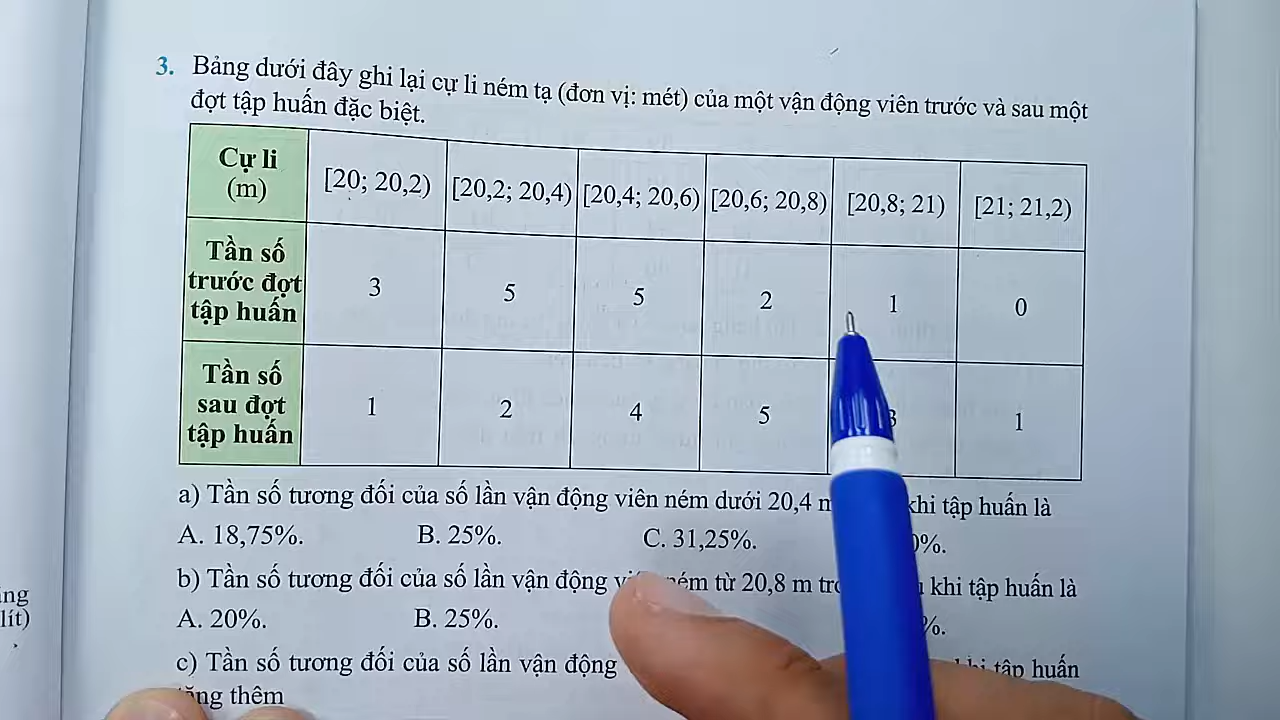 3. Bảng dưới đây ghi lại cự li ném tạ (đơn vị: mét) của một vận động viên trước và sau một
đợt tập huấn đặc biệt.
Cự li (m) [20; 20,2) [20,2; 20,4) [20,4; 20,6) [20,6; 20,8) [20,8; 21) [21; 21,2)
Tần số trước đợt tập huấn 3 5 5 2 1 0
Tần số sau đợt tập huấn 1 2 4 5 3 1
a) Tần số tương đối của số lần vận động viên ném dưới 20,4 m khi tập huấn là
A. 18,75%. B. 25%. C. 31,25%. 0%.
b) Tần số tương đối của số lần vận động viên ném từ 20,8 m khi tập huấn là
A. 20%. B. 25%. %.
c) Tần số tương đối của số lần vận động khi tập huấn
tăng thêm
ng
lít)